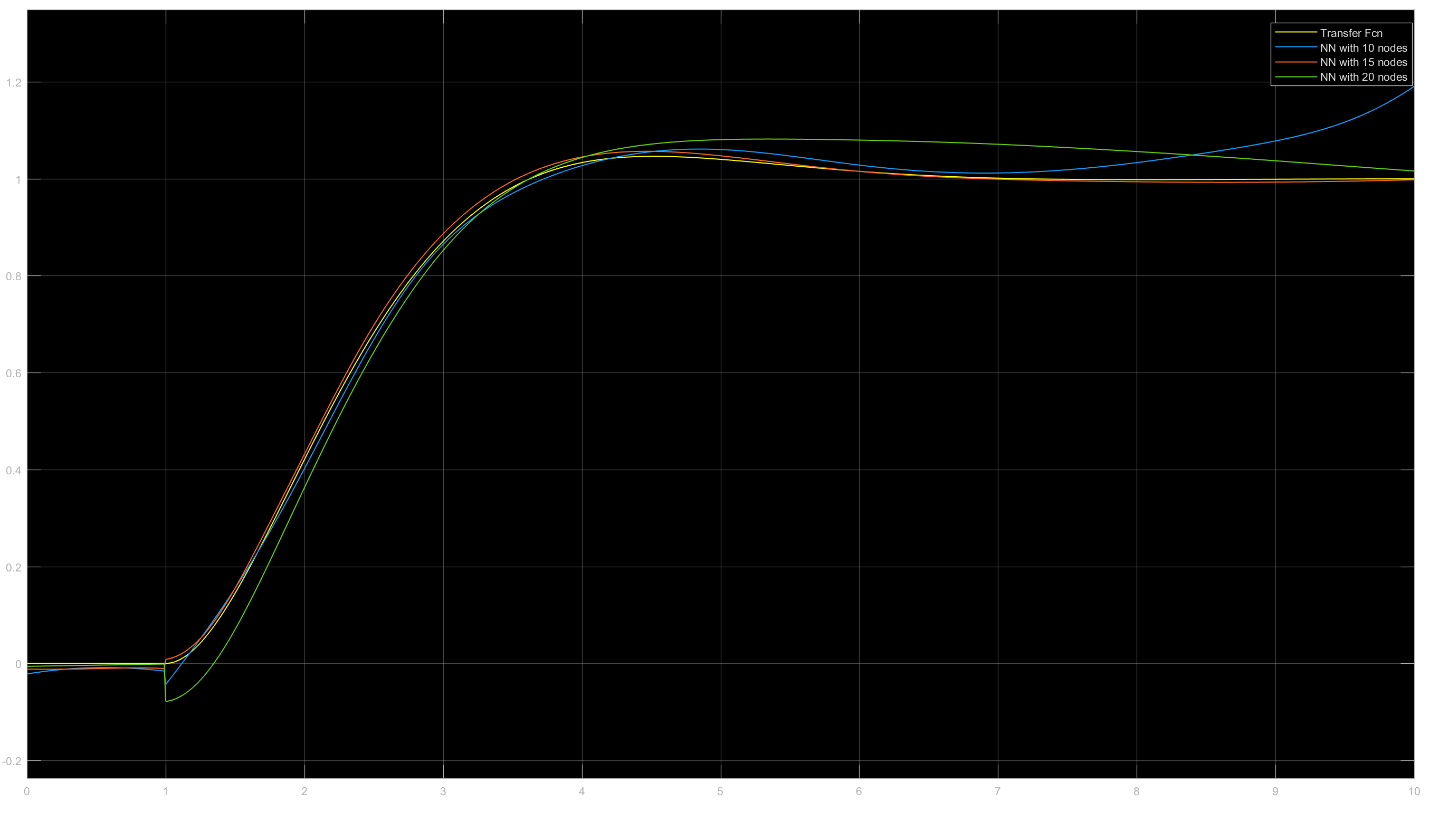 Transfer Fcn
NN with 10 nodes
NN with 15 nodes
NN with 20 nodes
1.2
1
0.8
0.6
0.4
0.2
0
-0.2
0 1 2 3 4 5 6 7 8 9 10